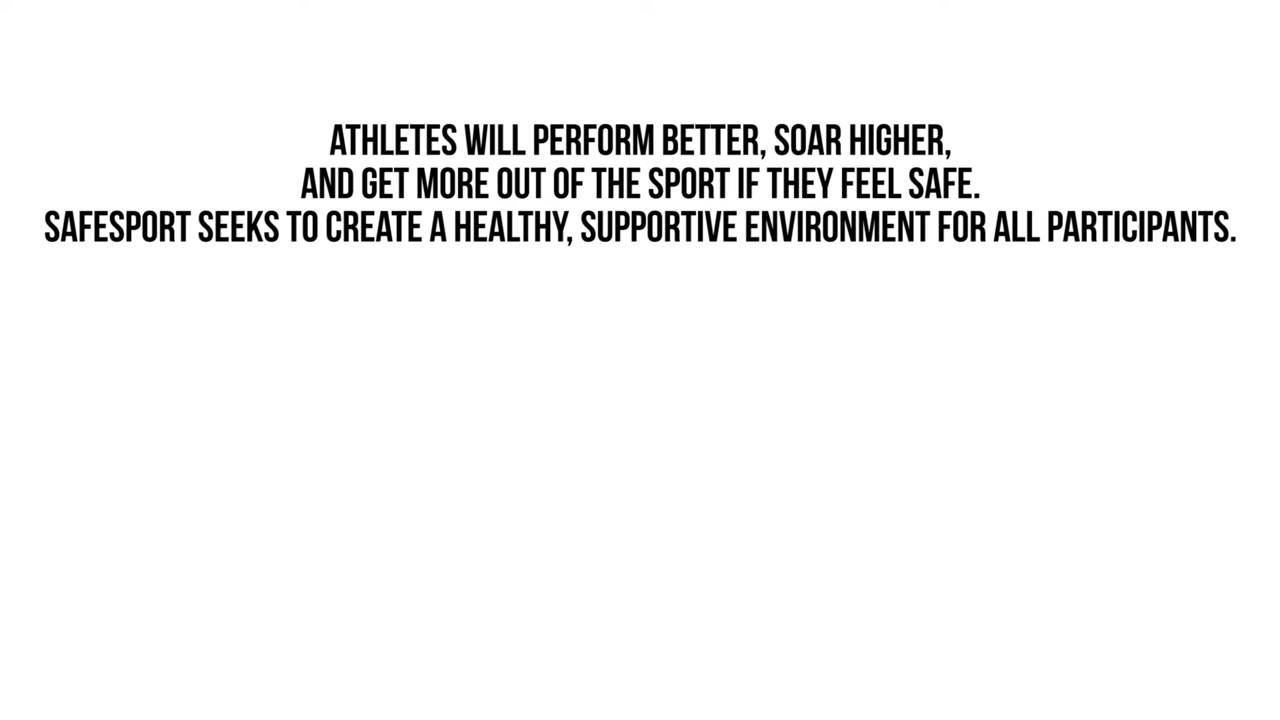 ATHLETES WILL PERFORM BETTER, SOAR HIGHER,
AND GET MORE OUT OF THE SPORT IF THEY FEEL SAFE.
SAFESPORT SEEKS TO CREATE A HEALTHY, SUPPORTIVE ENVIRONMENT FOR ALL PARTICIPANTS.